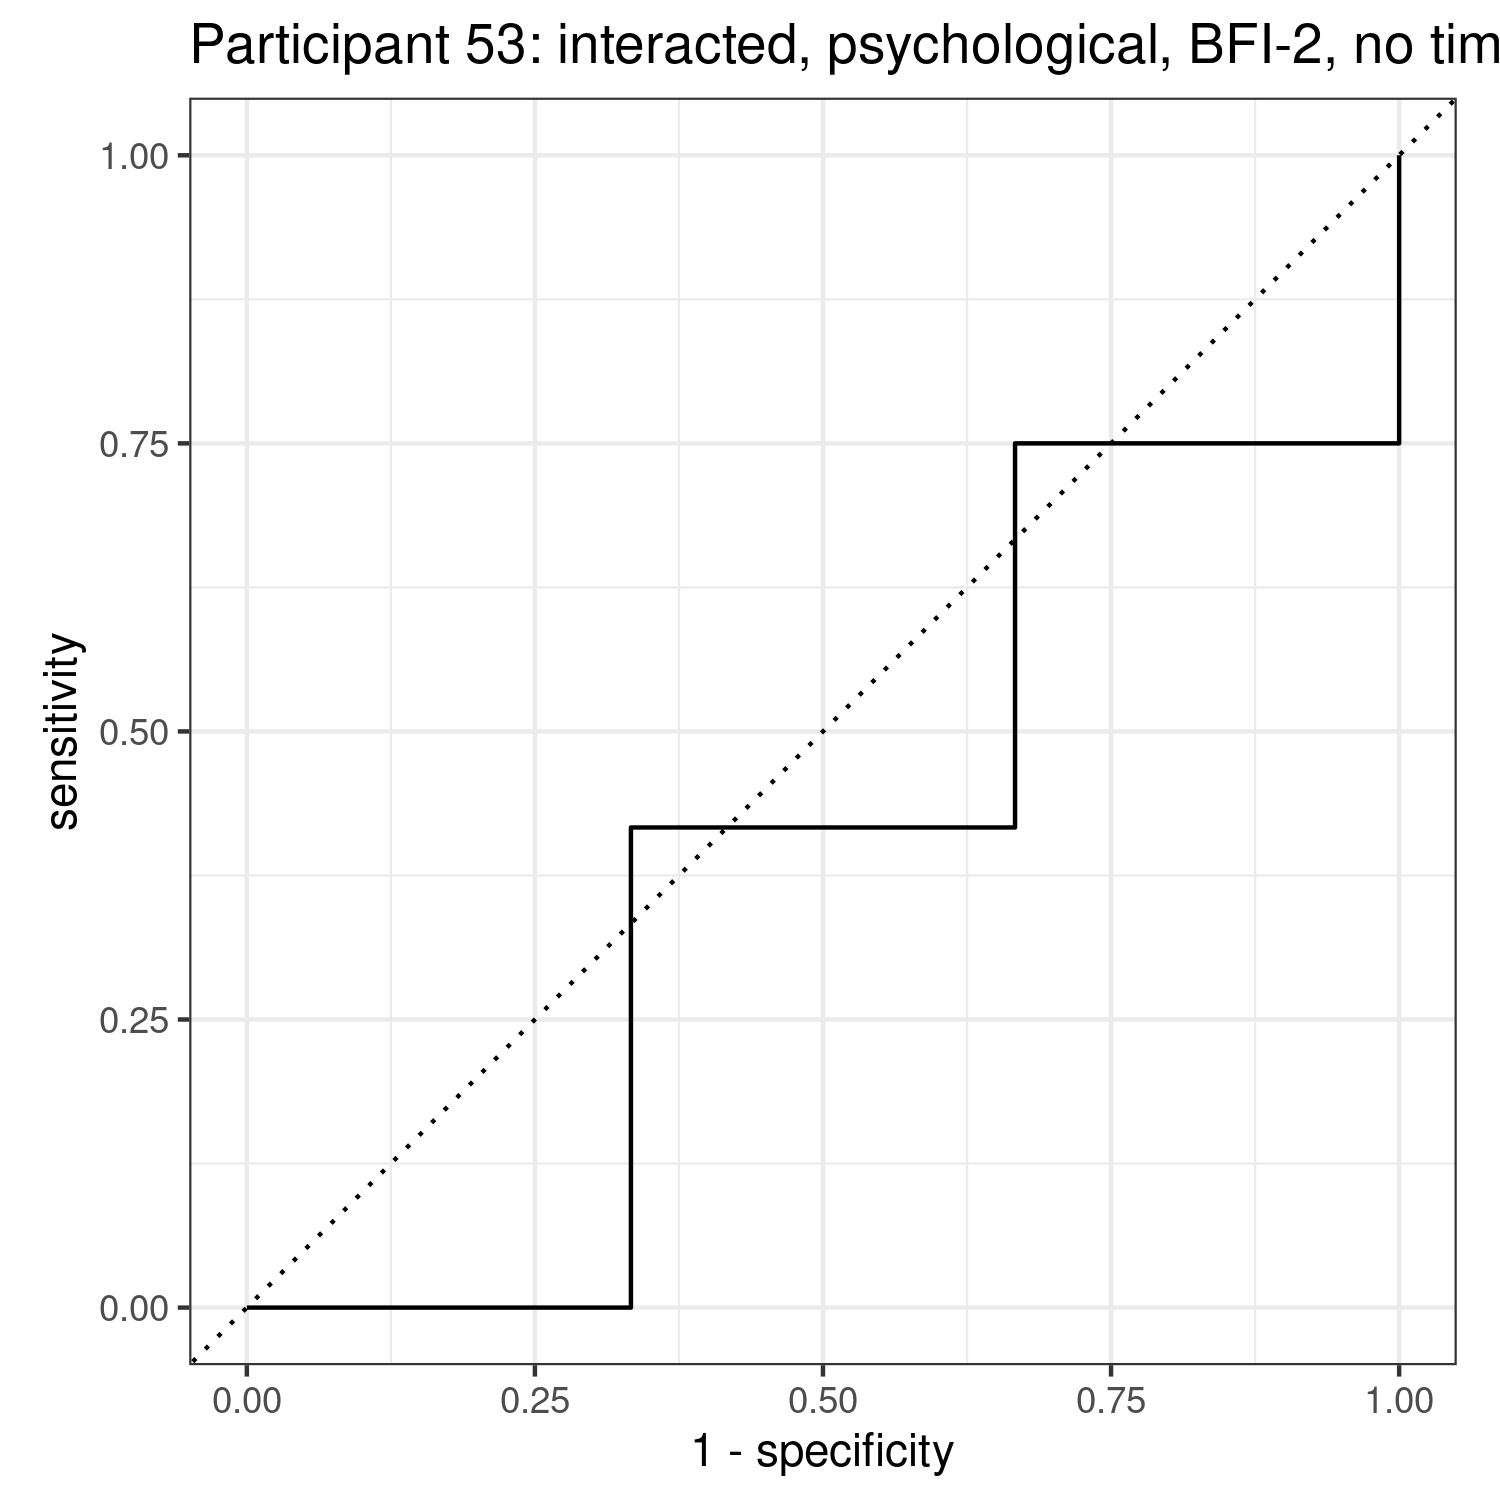 Participant 53: interacted, psychological, BFI-2, no tim
1.00
0.75
0.50
0.25
0.00
sensitivity
0.00 0.25 0.50 0.75 1.00
1 - specificity